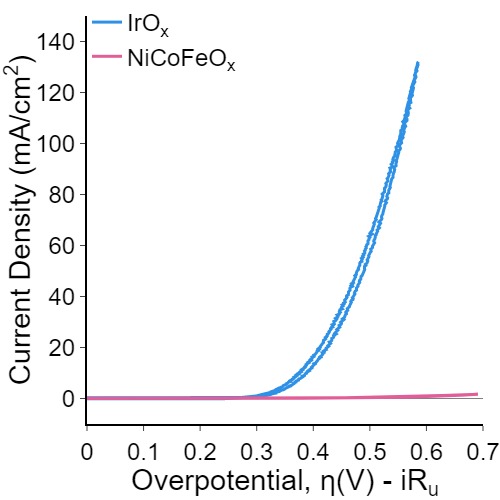 IrOₓ
NiCoFeOₓ
Current Density (mA/cm²)
140
120
100
80
60
40
20
0
0 0.1 0.2 0.3 0.4 0.5 0.6 0.7
Overpotential, η(V) - iRᵤ